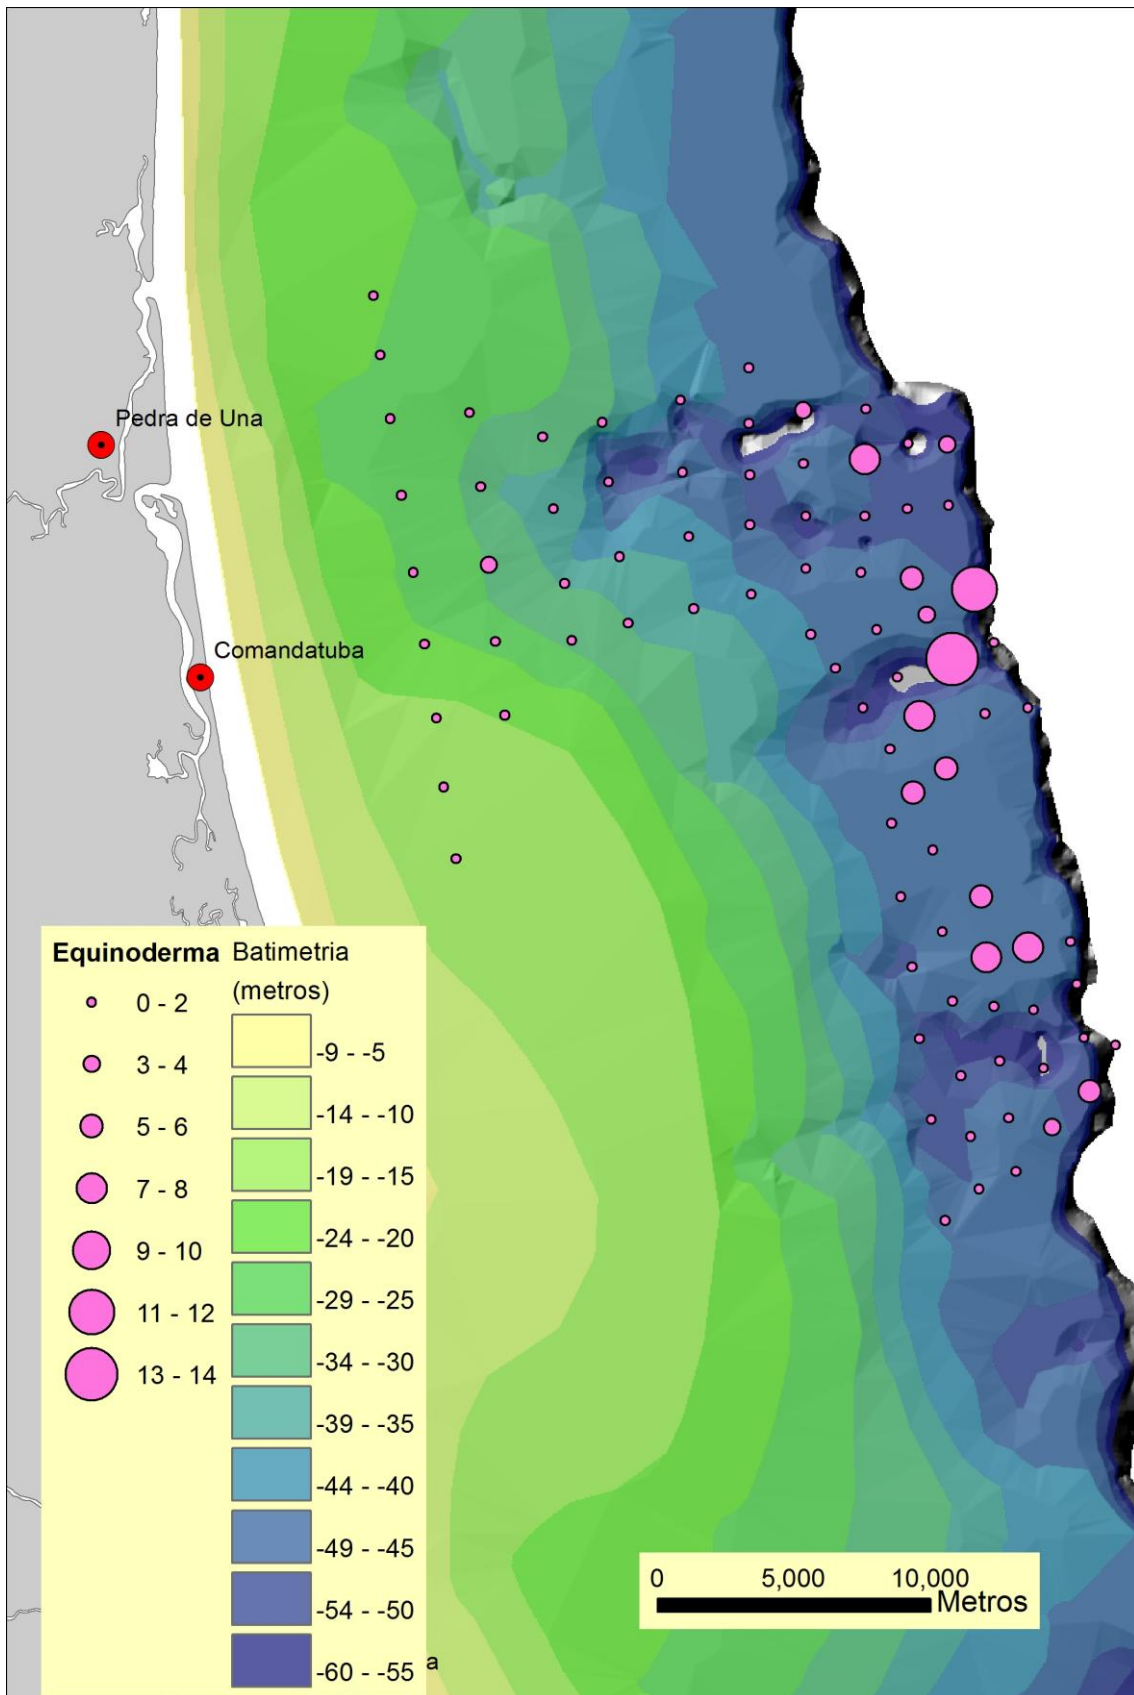 Pedra de Una
Comandatuba
Equinoderma
0 - 2
3 - 4
5 - 6
7 - 8
9 - 10
11 - 12
13 - 14
Batimetria
(metros)
-9 - -5
-14 - -10
-19 - -15
-24 - -20
-29 - -25
-34 - -30
-39 - -35
-44 - -40
-49 - -45
-54 - -50
-60 - -55
a
0 5,000 10,000
Metros